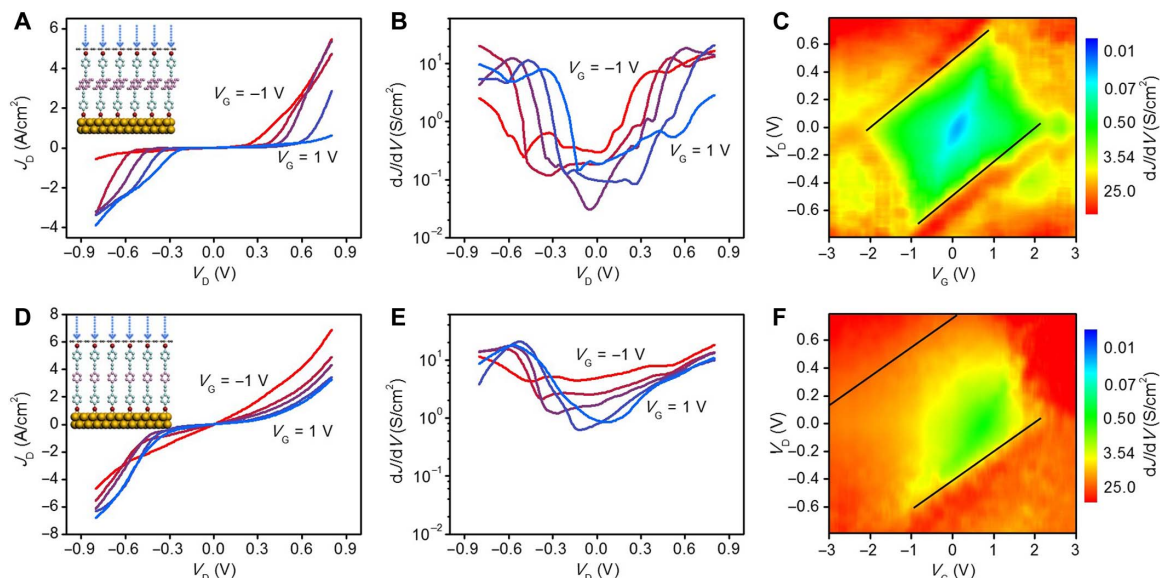 A
B
C
J_D (A/cm²)
6
4
2
0
−2
−4
V_G = −1 V
V_G = 1 V
−0.9 −0.6 −0.3 0.0 0.3 0.6 0.9
V_D (V)
dJ/dV (S/cm²)
10¹
10⁰
10⁻¹
10⁻²
V_G = −1 V
V_G = 1 V
−0.9 −0.6 −0.3 0.0 0.3 0.6 0.9
V_D (V)
V_D (V)
0.6
0.4
0.2
0.0
−0.2
−0.4
−0.6
−3 −2 −1 0 1 2 3
V_G (V)
0.01
0.07
0.50
3.54
25.0
dJ/dV (S/cm²)
D
E
F
J_D (A/cm²)
8
6
4
2
0
−2
−4
−6
−8
V_G = −1 V
V_G = 1 V
−0.9 −0.6 −0.3 0.0 0.3 0.6 0.9
V_D (V)
dJ/dV (S/cm²)
10¹
10⁰
10⁻¹
10⁻²
V_G = −1 V
V_G = 1 V
−0.9 −0.6 −0.3 0.0 0.3 0.6 0.9
V_D (V)
V_D (V)
0.6
0.4
0.2
0.0
−0.2
−0.4
−0.6
−3 −2 −1 0 1 2 3
V_G (V)
0.01
0.07
0.50
3.54
25.0
dJ/dV (S/cm²)